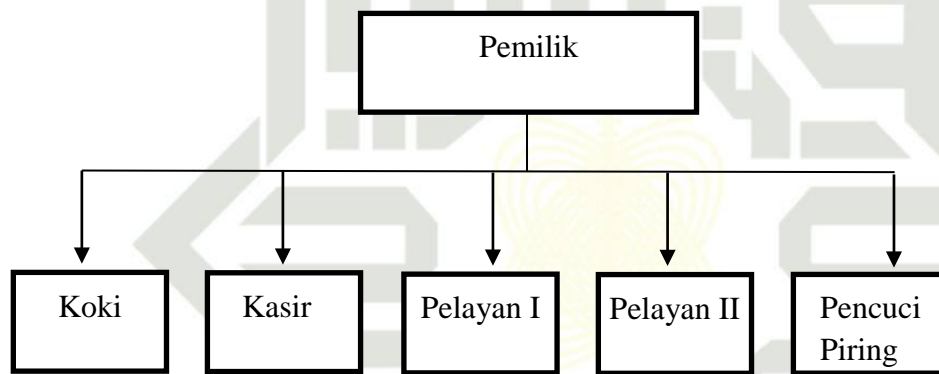 Pemilik
Koki
Kasir
Pelayan I
Pelayan II
Pencuci
Piring